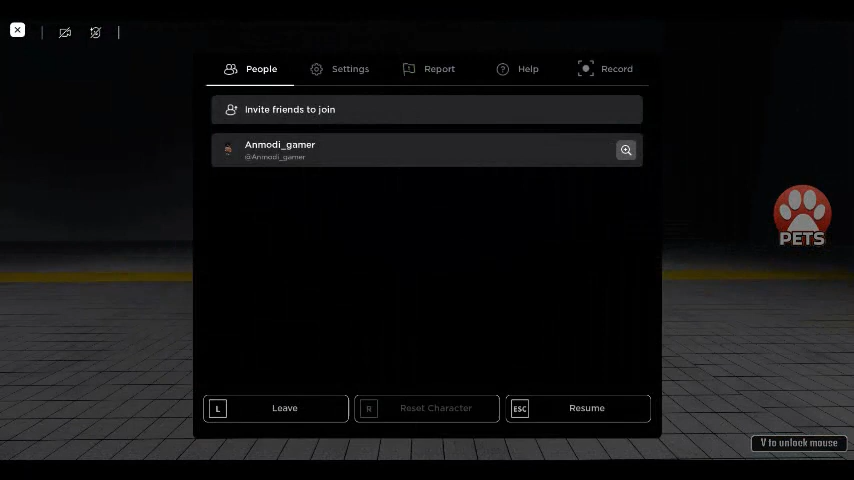 People
Settings
Report
Help
Record
Invite friends to join
Anmodi_gamer
@Anmodi_gamer
PETS
L Leave
R Reset Character
ESC Resume
V to unlock mouse